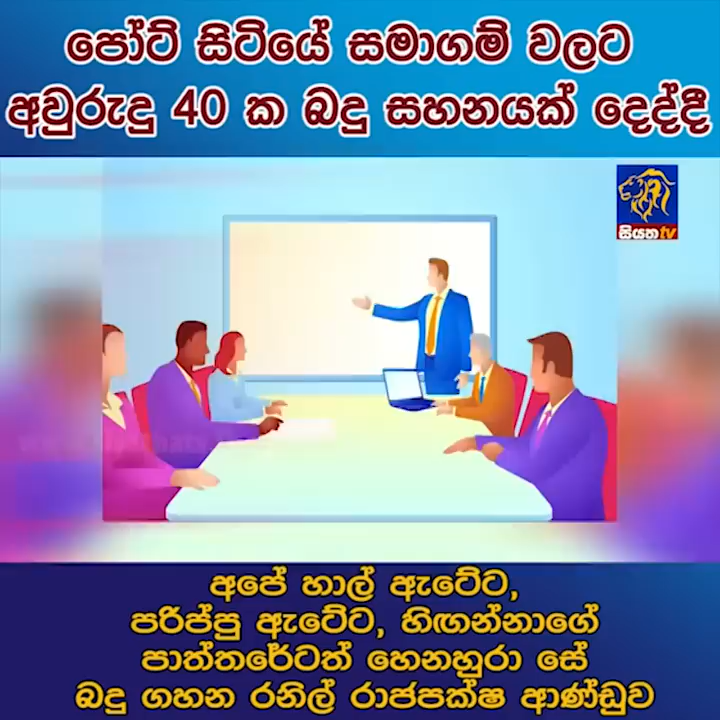 පෝට් සිටියේ සමාගම් වලට
අවුරුදු 40 ක බදු සහනයක් දෙද්දී
සියත tv
අපේ හාල් ඇටේට,
පරිප්පු ඇටේට, හිඟන්නාගේ
පාත්තරේටත් හෙනහුරා සේ
බදු ගහන රනිල් රාජපක්ෂ ආණ්ඩුව